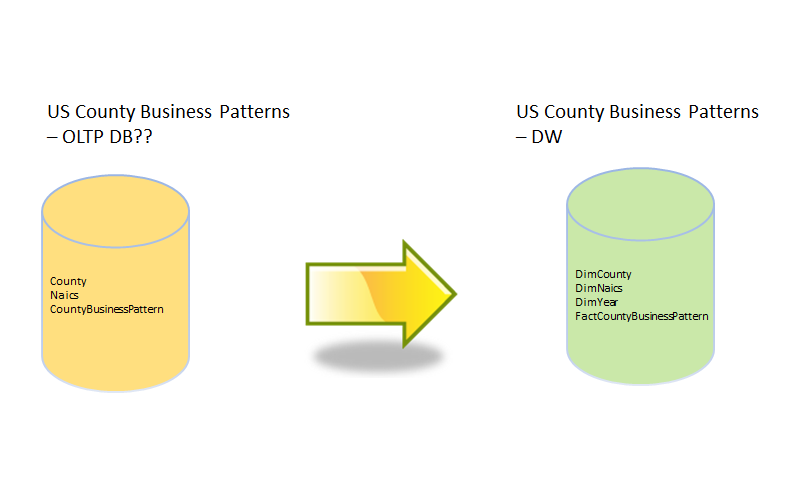 US County Business Patterns
– OLTP DB??
US County Business Patterns
– DW
County
Naics
CountyBusinessPattern
DimCounty
DimNaics
DimYear
FactCountyBusinessPattern